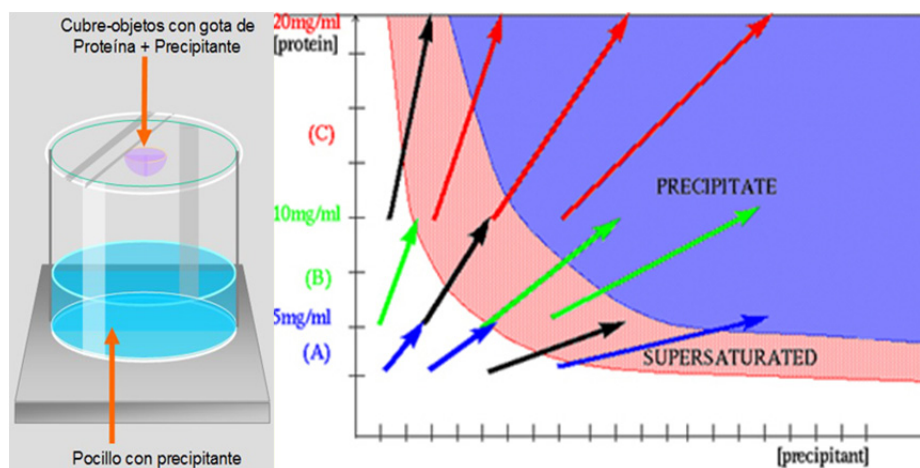 Cubre-objetos con gota de
Proteína + Precipitante
Pocillo con precipitante
20mg/ml
[protein]
(C)
10mg/ml
(B)
5mg/ml
(A)
PRECIPITATE
SUPERSATURATED
[precipitant]